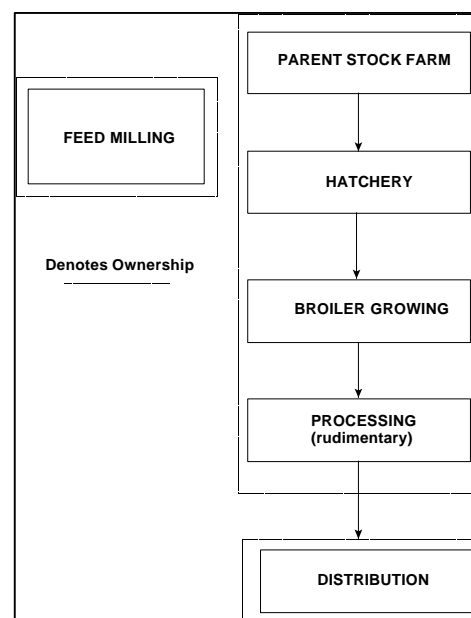 PARENT STOCK FARM
FEED MILLING
HATCHERY
Denotes Ownership
BROILER GROWING
PROCESSING
(rudimentary)
DISTRIBUTION